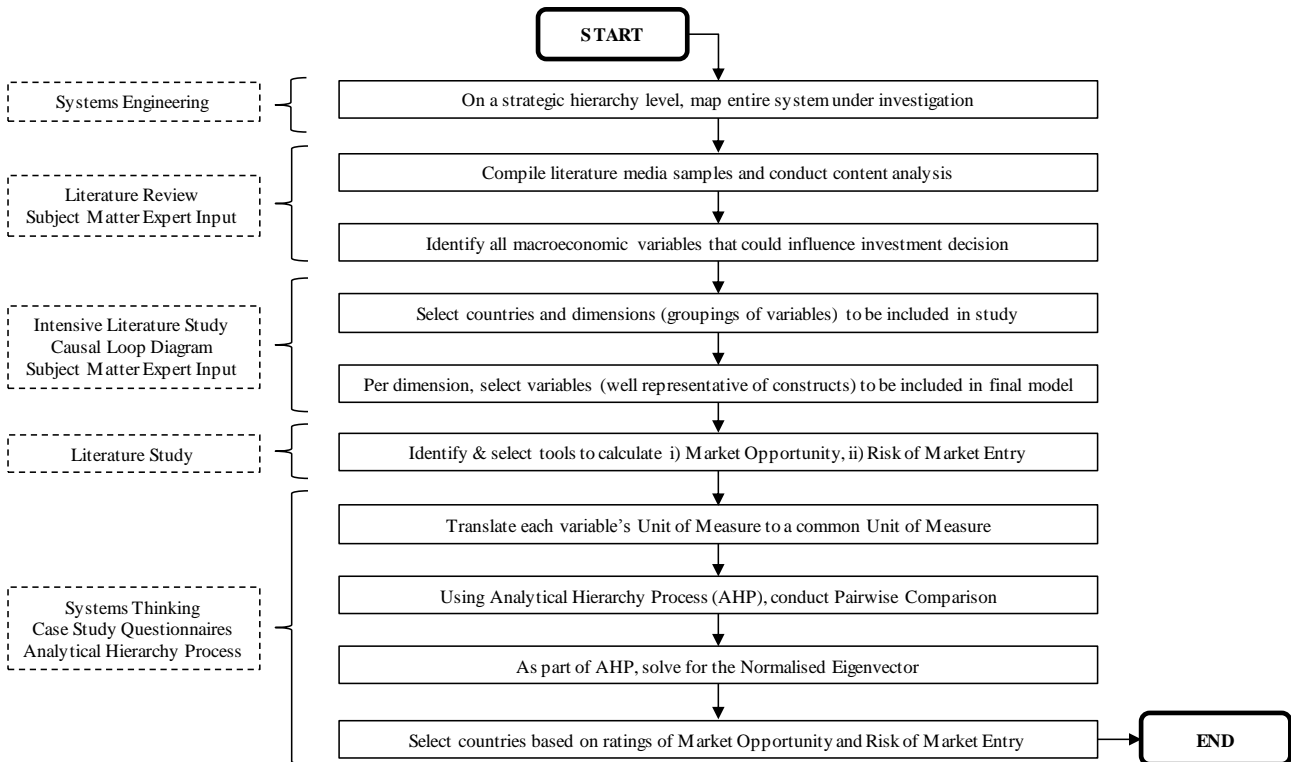 START
Systems Engineering
On a strategic hierarchy level, map entire system under investigation
Literature Review
Subject Matter Expert Input
Compile literature media samples and conduct content analysis
Identify all macroeconomic variables that could influence investment decision
Intensive Literature Study
Causal Loop Diagram
Subject Matter Expert Input
Select countries and dimensions (groupings of variables) to be included in study
Per dimension, select variables (well representative of constructs) to be included in final model
Literature Study
Identify & select tools to calculate i) Market Opportunity, ii) Risk of Market Entry
Systems Thinking
Case Study Questionnaires
Analytical Hierarchy Process
Translate each variable's Unit of Measure to a common Unit of Measure
Using Analytical Hierarchy Process (AHP), conduct Pairwise Comparison
As part of AHP, solve for the Normalised Eigenvector
Select countries based on ratings of Market Opportunity and Risk of Market Entry
END